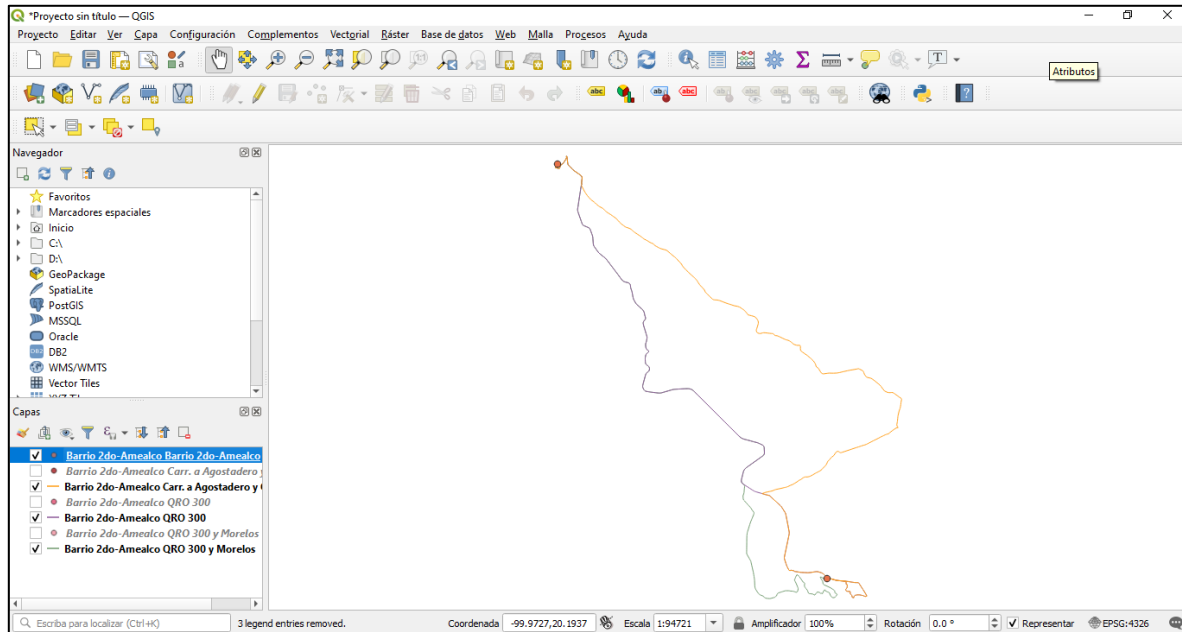 *Proyecto sin título — QGIS
Proyecto Editar Ver Capa Configuración Complementos Vectorial Ráster Base de datos Web Malla Procesos Ayuda
Atributos
Navegador
Favoritos
Marcadores espaciales
Inicio
C:\
D:\
GeoPackage
SpatiaLite
PostGIS
MSSQL
Oracle
DB2
WMS/WMTS
Vector Tiles
Capas
Barrio 2do-Amealco Barrio 2do-Amealco
Barrio 2do-Amealco Carr. a Agostadero y
Barrio 2do-Amealco Carr. a Agostadero y
Barrio 2do-Amealco QRO 300
Barrio 2do-Amealco QRO 300
Barrio 2do-Amealco QRO 300 y Morelos
Barrio 2do-Amealco QRO 300 y Morelos
Escriba para localizar (Ctrl+K) 3 legend entries removed. Coordenada -99.9727,20.1937 Escala 1:94721 Amplificador 100% Rotación 0.0 ° Representar EPSG:4326